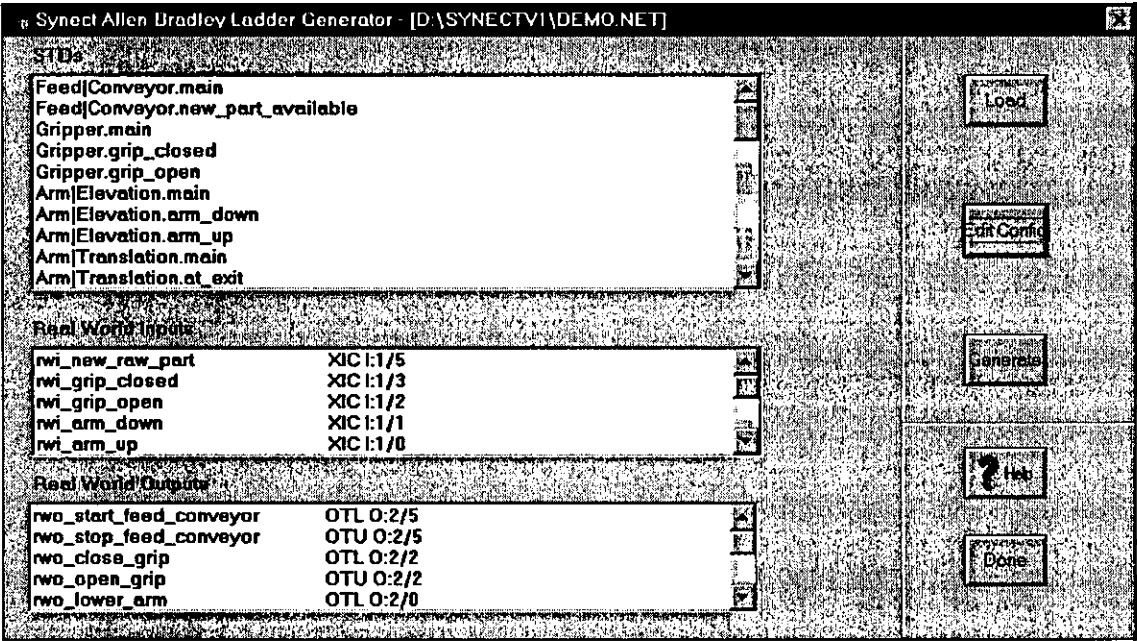 Synect Allen Bradley Ladder Generator - [D:\SYNECTV1\DEMO.NET]
STDs
Feed|Conveyor.main
Feed|Conveyor.new_part_available
Gripper.main
Gripper.grip_closed
Gripper.grip_open
Arm|Elevation.main
Arm|Elevation.arm_down
Arm|Elevation.arm_up
Arm|Translation.main
Arm|Translation.at_exit
Load
Edit Config
Real World Inputs
rwi_new_raw_part XIC I:1/5
rwi_grip_closed XIC I:1/3
rwi_grip_open XIC I:1/2
rwi_arm_down XIC I:1/1
rwi_arm_up XIC I:1/0
Generate
Real World Outputs
rwo_start_feed_conveyor OTL O:2/5
rwo_stop_feed_conveyor OTU O:2/5
rwo_close_grip OTL O:2/2
rwo_open_grip OTU O:2/2
rwo_lower_arm OTL O:2/0
? Help
Done